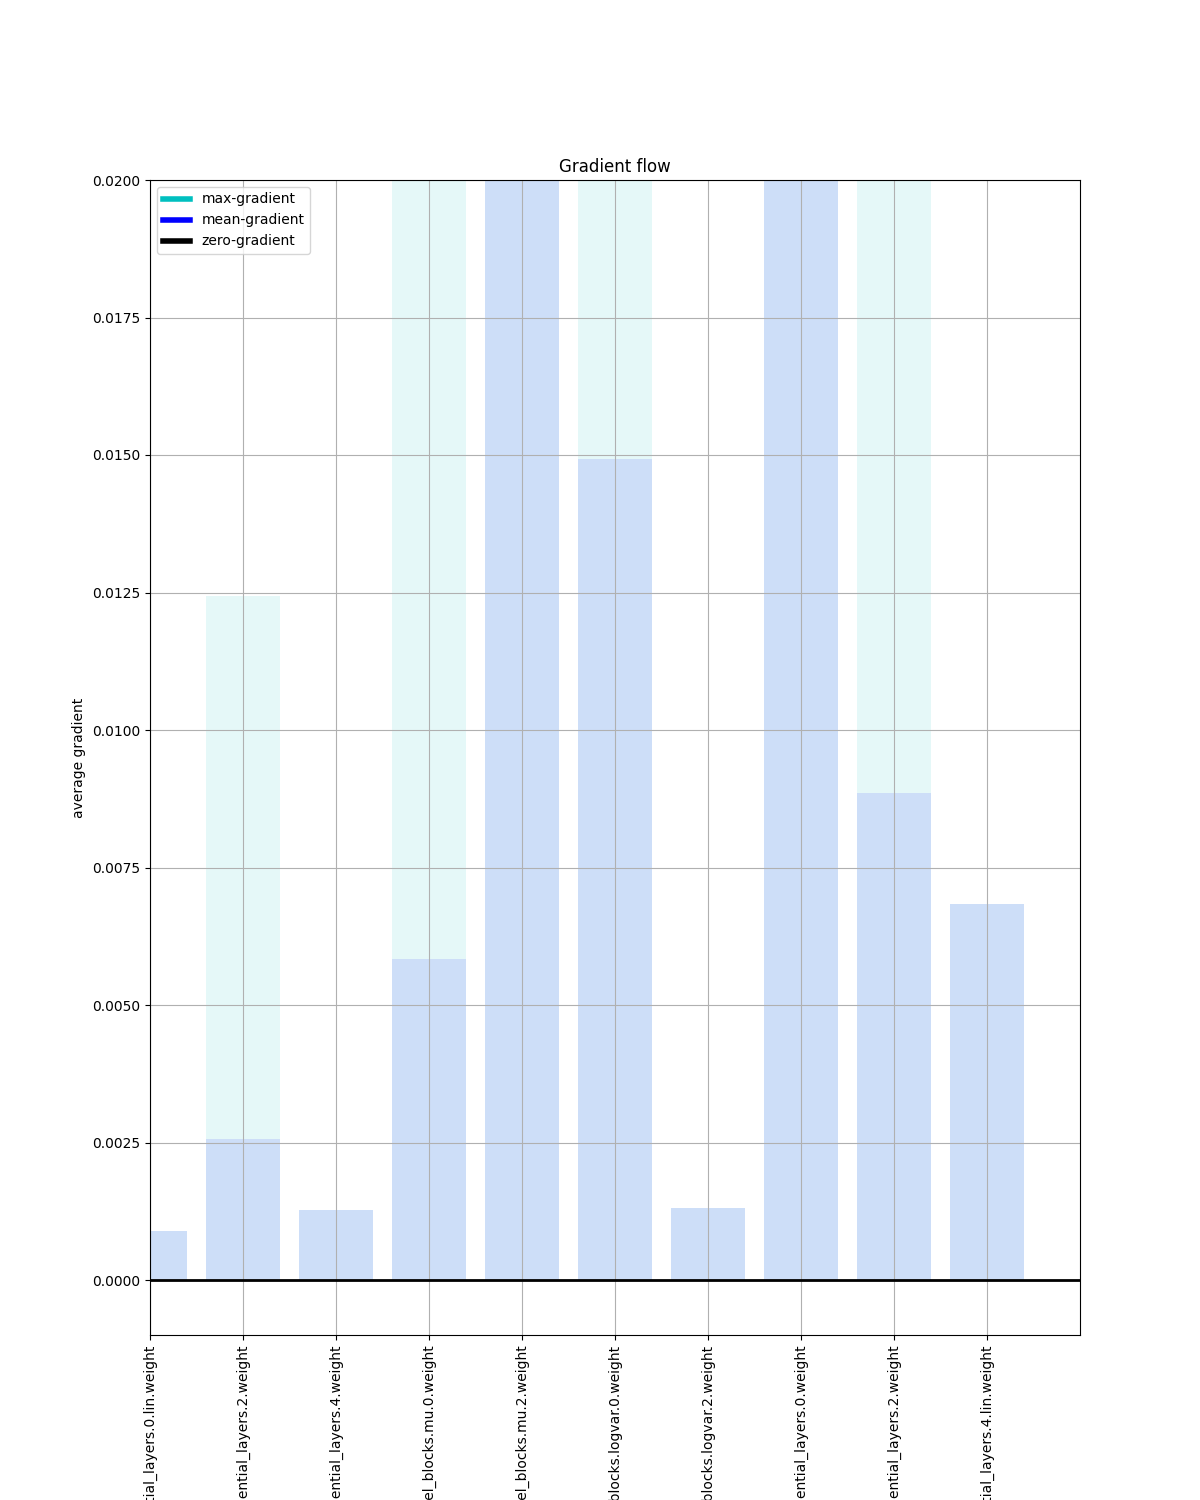 Gradient flow
max-gradient
mean-gradient
zero-gradient
0.0200
0.0175
0.0150
0.0125
0.0100
0.0075
0.0050
0.0025
0.0000
average gradient
tial_layers.0.lin.weight
ential_layers.2.weight
ential_layers.4.weight
el_blocks.mu.0.weight
el_blocks.mu.2.weight
blocks.logvar.0.weight
blocks.logvar.2.weight
ential_layers.0.weight
ential_layers.2.weight
tial_layers.4.lin.weight